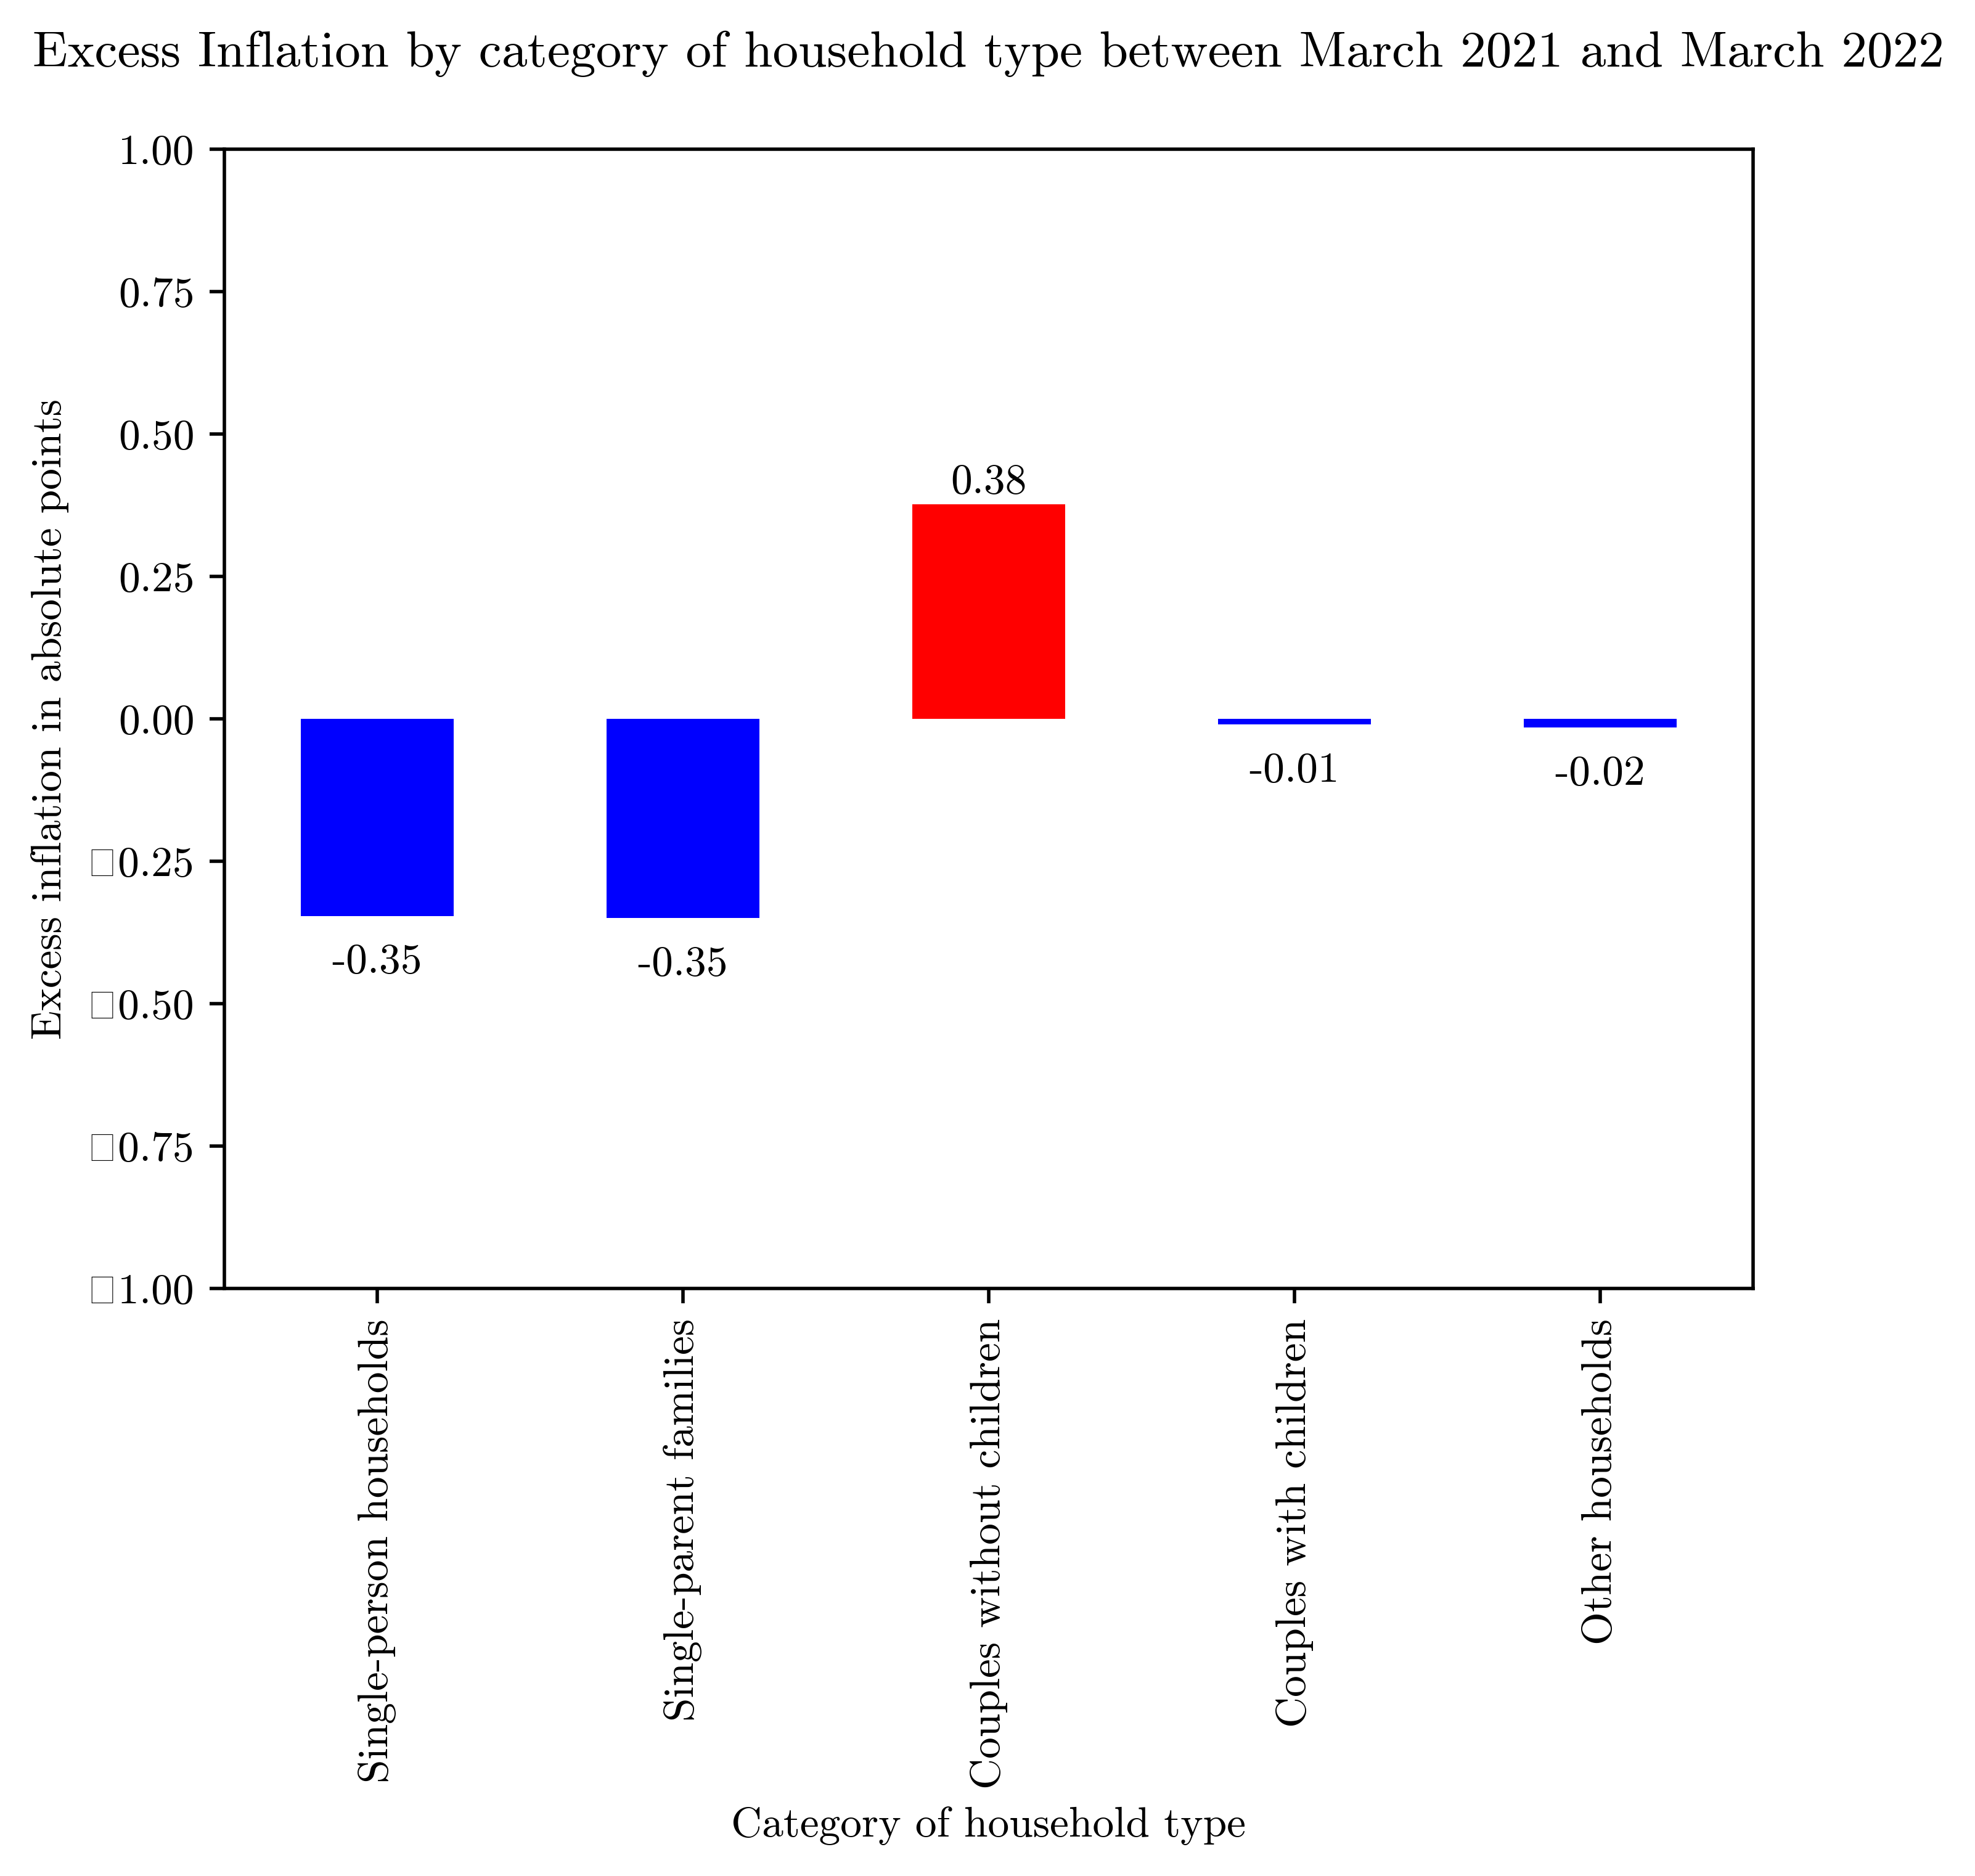 Excess Inflation by category of household type between March 2021 and March 2022
Excess inflation in absolute points
1.00
0.75
0.50
0.25
0.00
□0.25
□0.50
□0.75
□1.00
-0.35
-0.35
0.38
-0.01
-0.02
Single-person households
Single-parent families
Couples without children
Couples with children
Other households
Category of household type